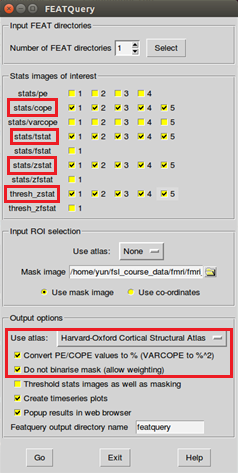 FEATQuery
Input FEAT directories
Number of FEAT directories 1 Select
Stats images of interest
stats/pe 1 2 3 4
stats/cope 1 2 3 4 5
stats/varcope 1 2 3 4 5
stats/tstat 1 2 3 4 5
stats/fstat 1
stats/zstat 1 2 3 4 5
stats/zfstat 1
thresh_zstat 1 2 3 4 5
thresh_zfstat 1
Input ROI selection
Use atlas: None
Mask image /home/yun/fsl_course_data/fmri/fmri_
Use mask image Use co-ordinates
Output options
Use atlas: Harvard-Oxford Cortical Structural Atlas
Convert PE/COPE values to % (VARCOPE to %^2)
Do not binarise mask (allow weighting)
Threshold stats images as well as masking
Create timeseries plots
Popup results in web browser
Featquery output directory name featquery
Go Exit Help